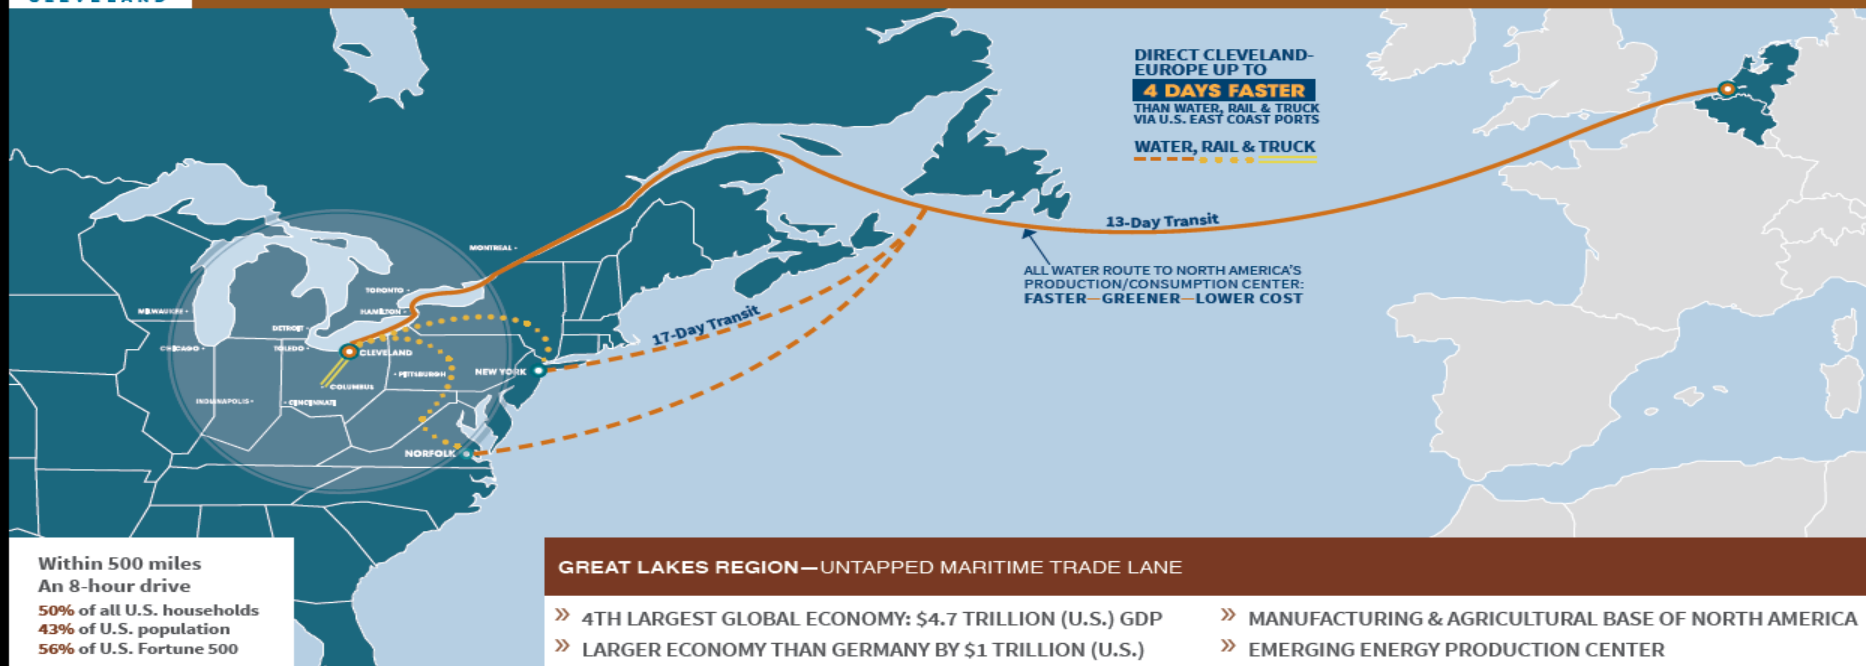 CLEVELAND
DIRECT CLEVELAND-
EUROPE UP TO
4 DAYS FASTER
THAN WATER, RAIL & TRUCK
VIA U.S. EAST COAST PORTS
WATER, RAIL & TRUCK
13-Day Transit
ALL WATER ROUTE TO NORTH AMERICA'S
PRODUCTION/CONSUMPTION CENTER:
FASTER—GREENER—LOWER COST
17-Day Transit
MONTREAL
TORONTO
HAMILTON
MILWAUKEE
DETROIT
CHICAGO
TOLEDO
CLEVELAND
PITTSBURGH
NEW YORK
COLUMBUS
INDIANAPOLIS
CINCINNATI
NORFOLK
Within 500 miles
An 8-hour drive
50% of all U.S. households
43% of U.S. population
56% of U.S. Fortune 500
GREAT LAKES REGION—UNTAPPED MARITIME TRADE LANE
» 4TH LARGEST GLOBAL ECONOMY: $4.7 TRILLION (U.S.) GDP
» LARGER ECONOMY THAN GERMANY BY $1 TRILLION (U.S.)
» MANUFACTURING & AGRICULTURAL BASE OF NORTH AMERICA
» EMERGING ENERGY PRODUCTION CENTER